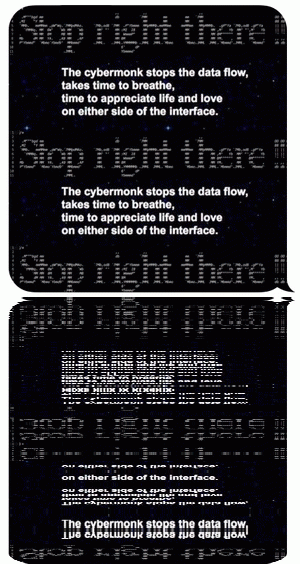 Stop right there !!
The cybermonk stops the data flow,
takes time to breathe,
time to appreciate life and love
on either side of the interface.
Stop right there !!
The cybermonk stops the data flow,
takes time to breathe,
time to appreciate life and love
on either side of the interface.
Stop right there !!
on either side of the interface.
The cybermonk stops the data flow,